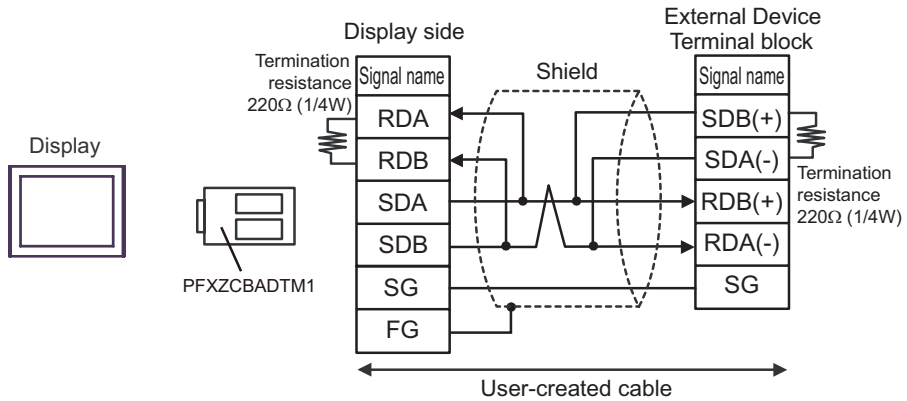 Display side
External Device
Terminal block
Termination
resistance
220Ω (1/4W)
Signal name
Shield
Signal name
RDA
SDB(+)
RDB
SDA(-)
Termination
resistance
220Ω (1/4W)
Display
SDA
RDB(+)
SDB
RDA(-)
PFXZCBADTM1
SG
SG
FG
User-created cable